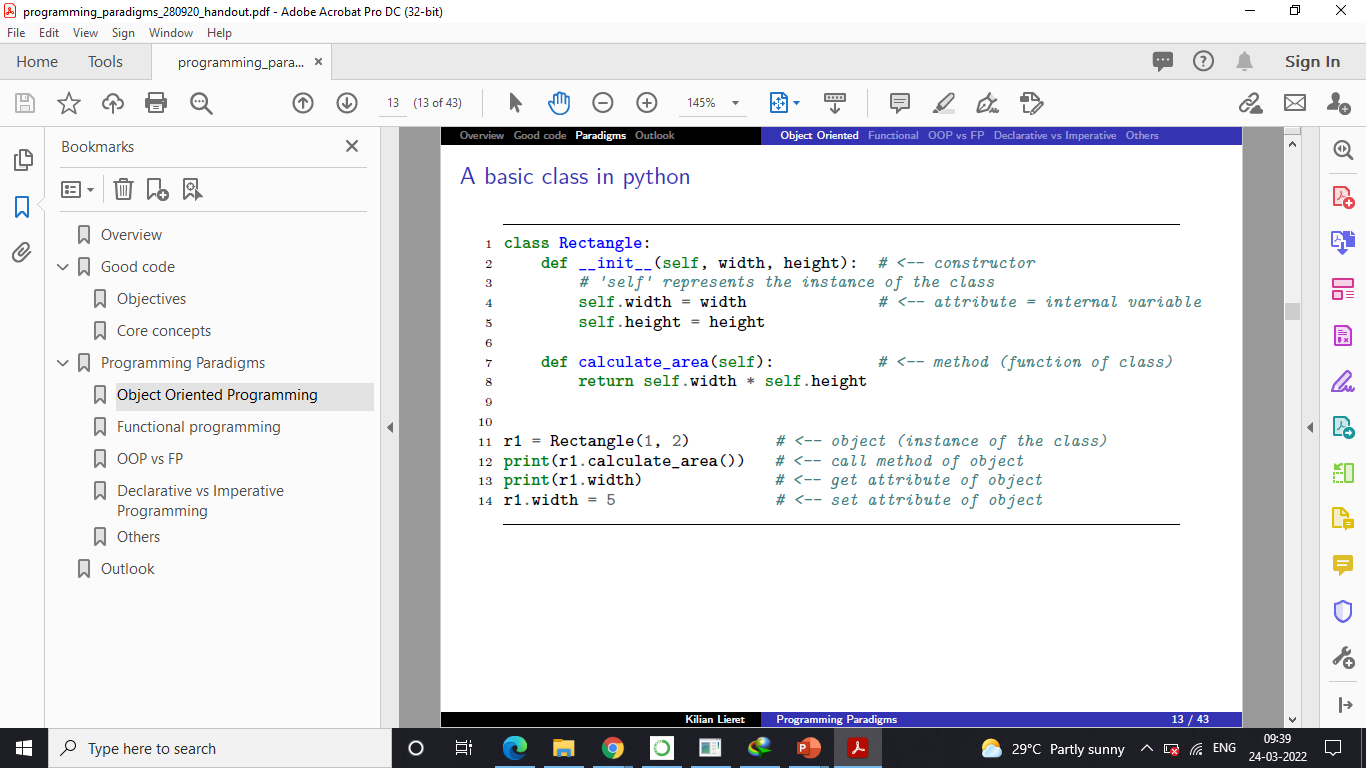 programming_paradigms_280920_handout.pdf - Adobe Acrobat Pro DC (32-bit)
File Edit View Sign Window Help
Home Tools programming_para... × Sign In
13 (13 of 43) 145%
Bookmarks
Overview
Good code
Objectives
Core concepts
Programming Paradigms
Object Oriented Programming
Functional programming
OOP vs FP
Declarative vs Imperative
Programming
Others
Outlook
Overview Good code Paradigms Outlook Object Oriented Functional OOP vs FP Declarative vs Imperative Others
A basic class in python
1 class Rectangle:
2     def __init__(self, width, height):  # <-- constructor
3         # 'self' represents the instance of the class
4         self.width = width              # <-- attribute = internal variable
5         self.height = height
6
7     def calculate_area(self):           # <-- method (function of class)
8         return self.width * self.height
9
10
11 r1 = Rectangle(1, 2)         # <-- object (instance of the class)
12 print(r1.calculate_area())   # <-- call method of object
13 print(r1.width)              # <-- get attribute of object
14 r1.width = 5                 # <-- set attribute of object
Kilian Lieret Programming Paradigms 13 / 43
Type here to search
29°C Partly sunny ENG
09:39
24-03-2022